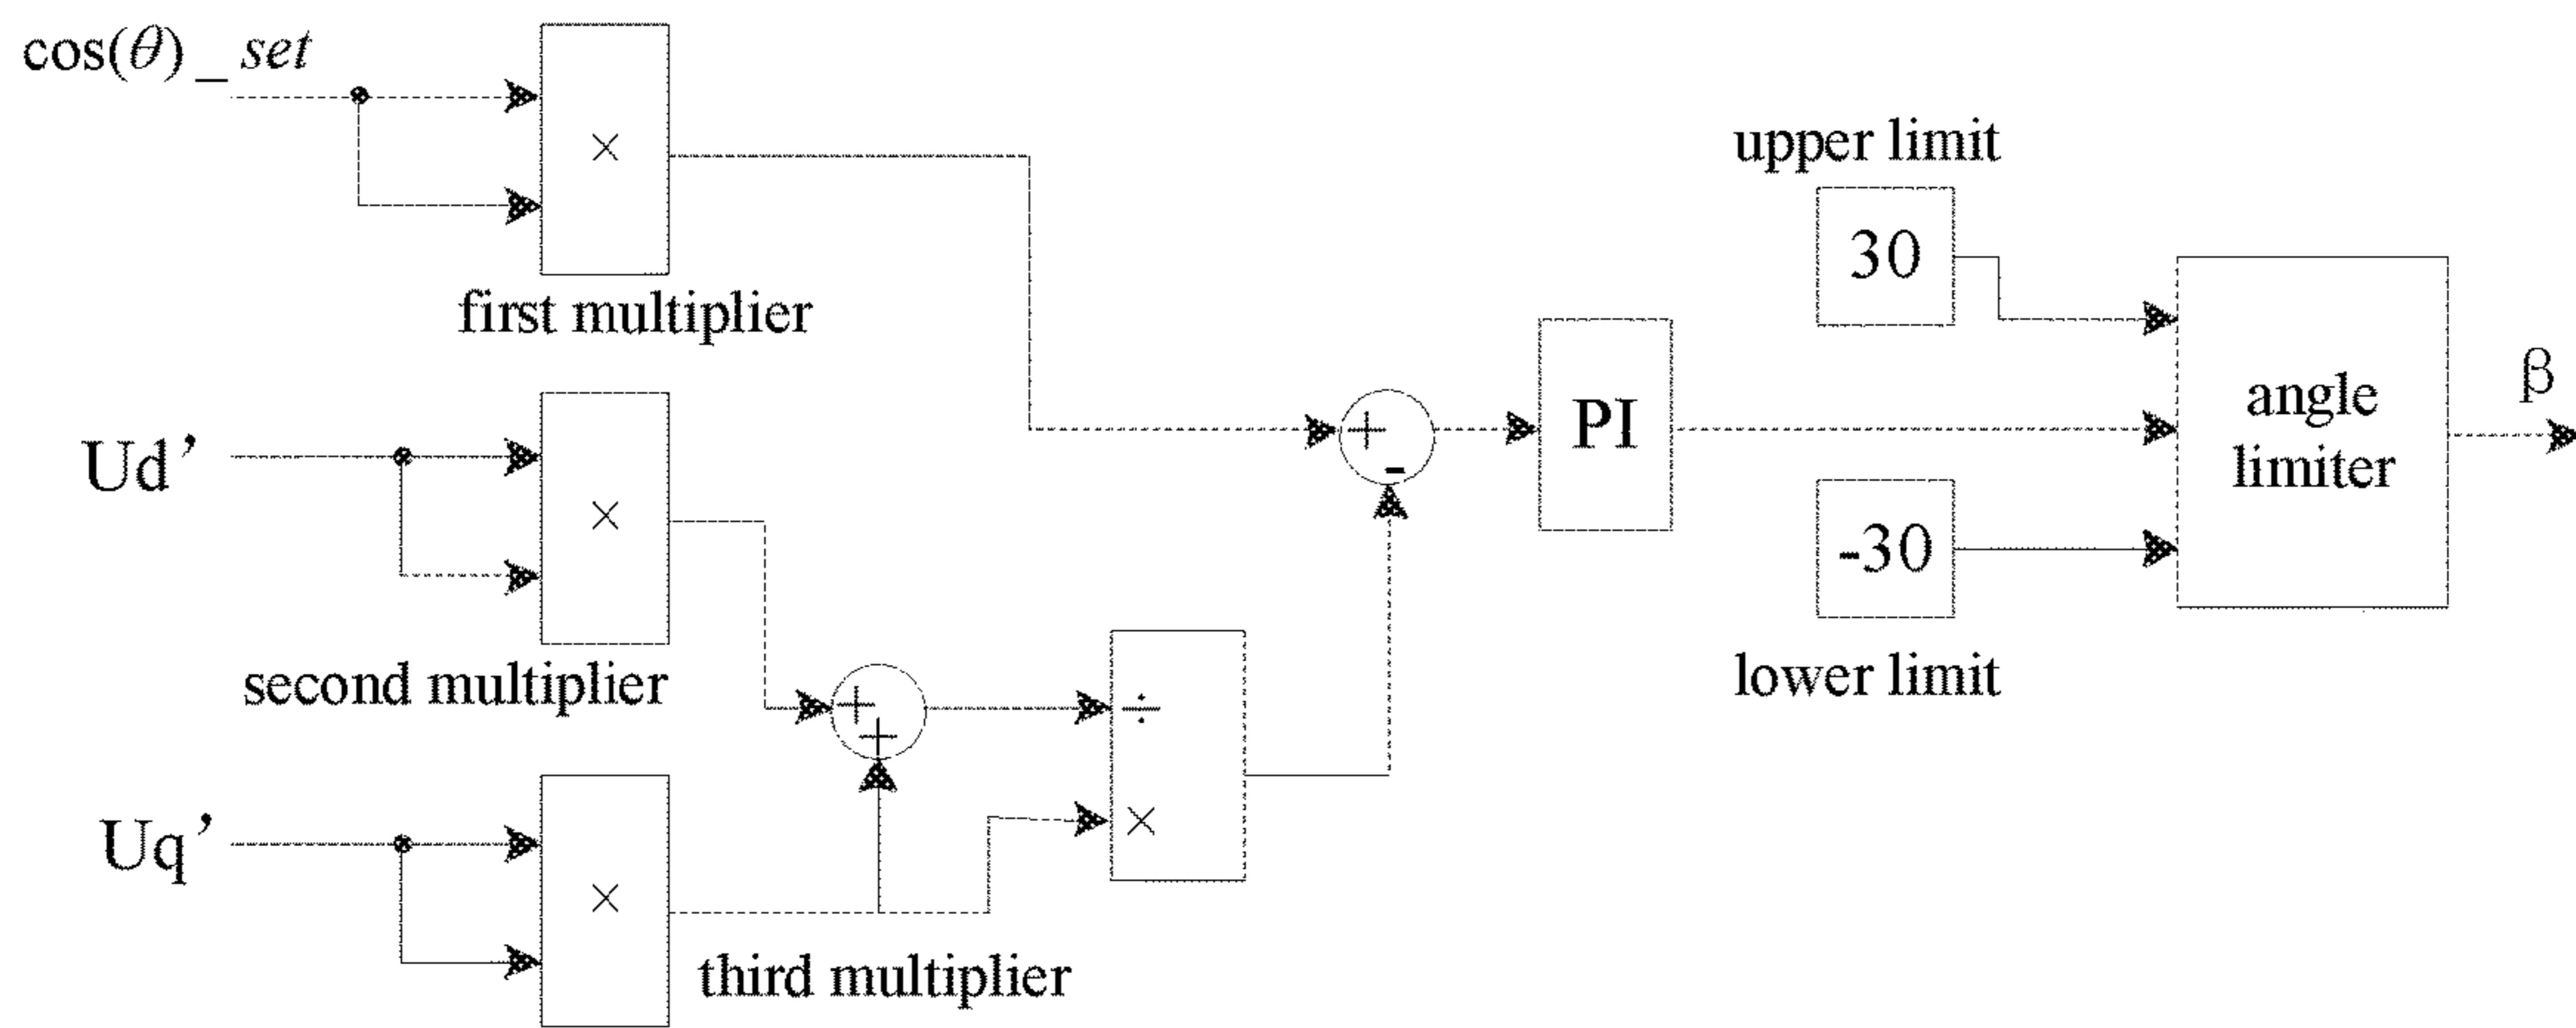 cos(θ)_set
×
first multiplier
Ud’
×
second multiplier
Uq’
×
third multiplier
+
+
÷
×
+
-
PI
upper limit
30
-30
lower limit
angle
limiter
β